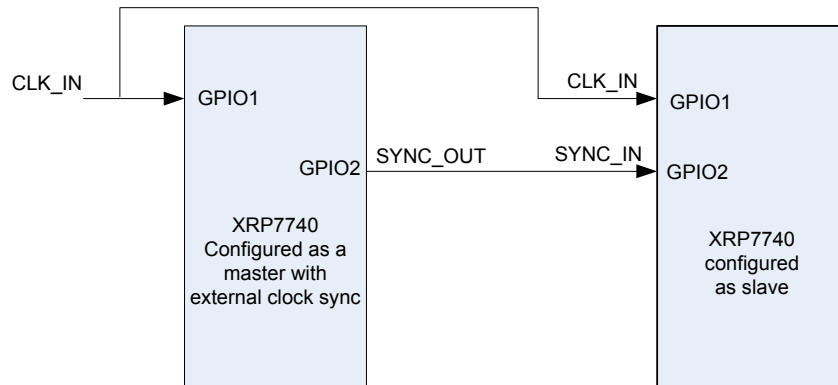 CLK_IN
GPIO1
GPIO2
XRP7740
Configured as a
master with
external clock sync
SYNC_OUT
SYNC_IN
CLK_IN
GPIO1
GPIO2
XRP7740
configured
as slave